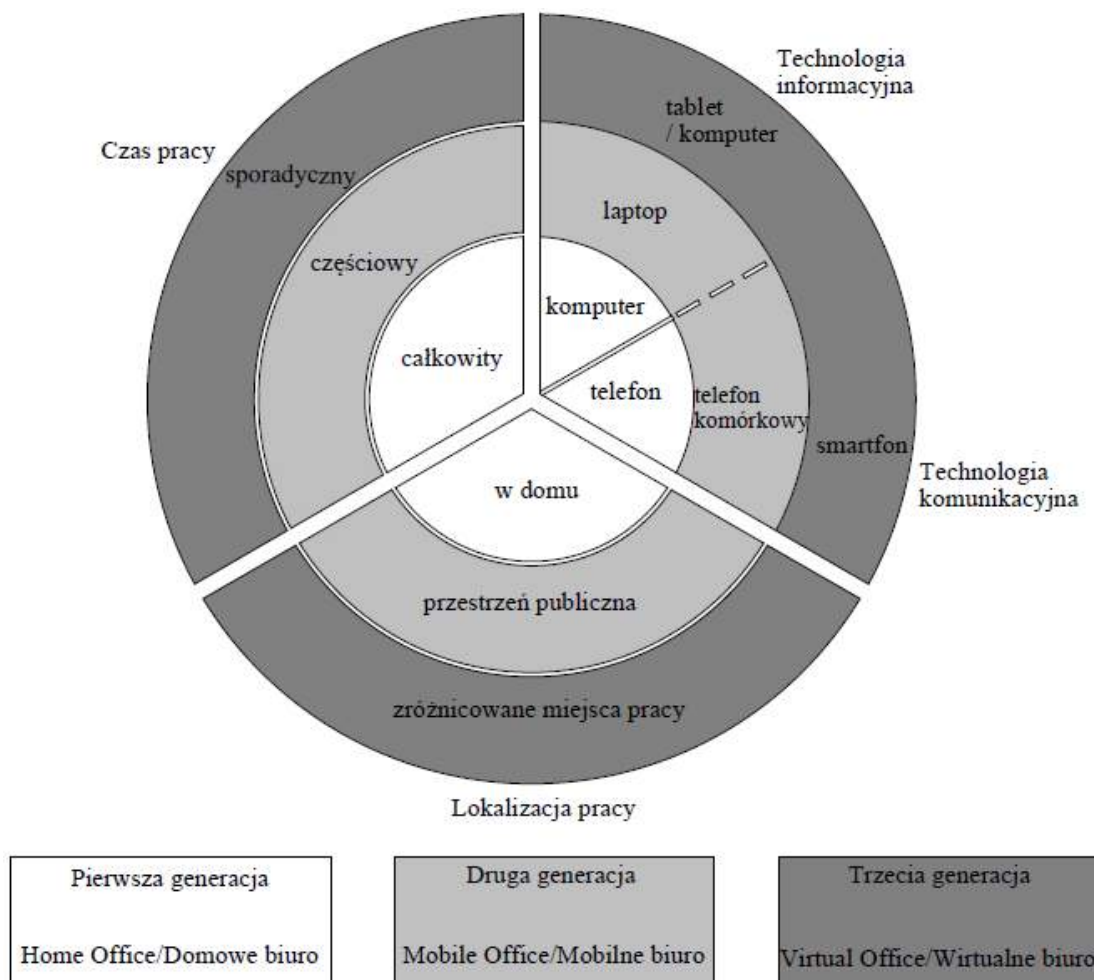 Technologia
informacyjna
tablet
/ komputer
Czas pracy
sporadyczny
laptop
częściowy
komputer
całkowity
telefon
telefon
komórkowy
smartfon
Technologia
komunikacyjna
w domu
przestrzeń publiczna
zróżnicowane miejsca pracy
Lokalizacja pracy
Pierwsza generacja
Home Office/Domowe biuro
Druga generacja
Mobile Office/Mobilne biuro
Trzecia generacja
Virtual Office/Wirtualne biuro